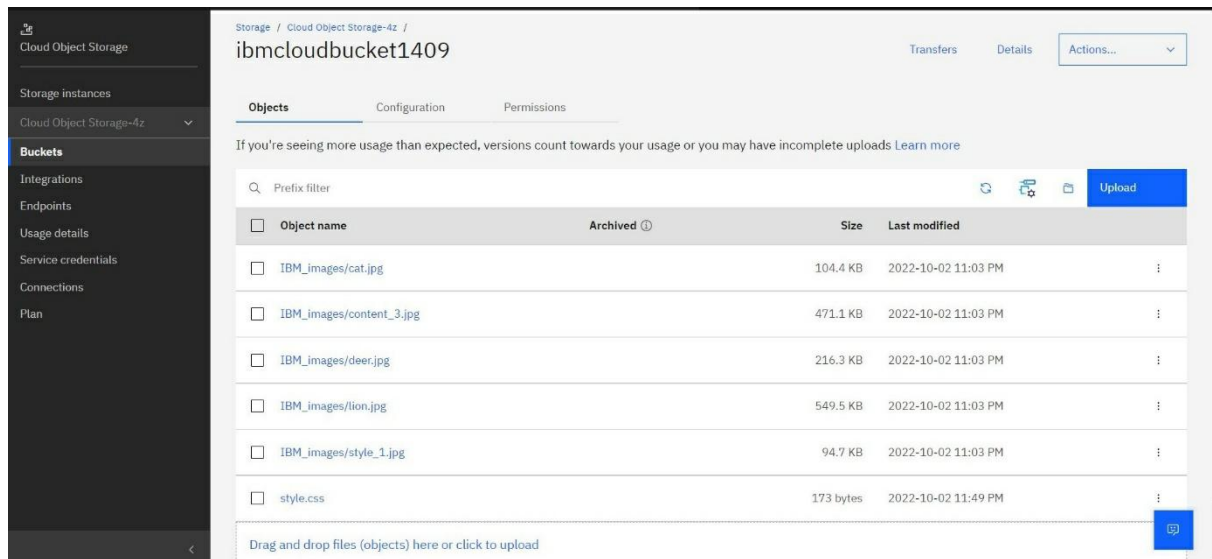 Cloud Object Storage
Storage instances
Cloud Object Storage-4z
Buckets
Integrations
Endpoints
Usage details
Service credentials
Connections
Plan
Storage / Cloud Object Storage-4z /
ibmcloudbucket1409
Transfers Details Actions...
Objects Configuration Permissions
If you're seeing more usage than expected, versions count towards your usage or you may have incomplete uploads Learn more
Prefix filter Upload
Object name Archived Size Last modified
IBM_images/cat.jpg 104.4 KB 2022-10-02 11:03 PM
IBM_images/content_3.jpg 471.1 KB 2022-10-02 11:03 PM
IBM_images/deer.jpg 216.3 KB 2022-10-02 11:03 PM
IBM_images/lion.jpg 549.5 KB 2022-10-02 11:03 PM
IBM_images/style_1.jpg 94.7 KB 2022-10-02 11:03 PM
style.css 173 bytes 2022-10-02 11:49 PM
Drag and drop files (objects) here or click to upload